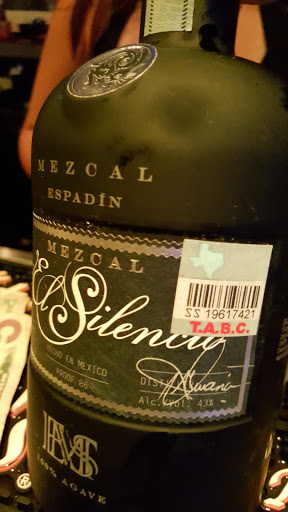 MEZCAL
ESPADÍN
MEZCAL
El Silencio
SS 19617421
T.A.B.C.
HECHO EN MEXICO
PROOF 86
Alc./Vol. 43%
100% AGAVE